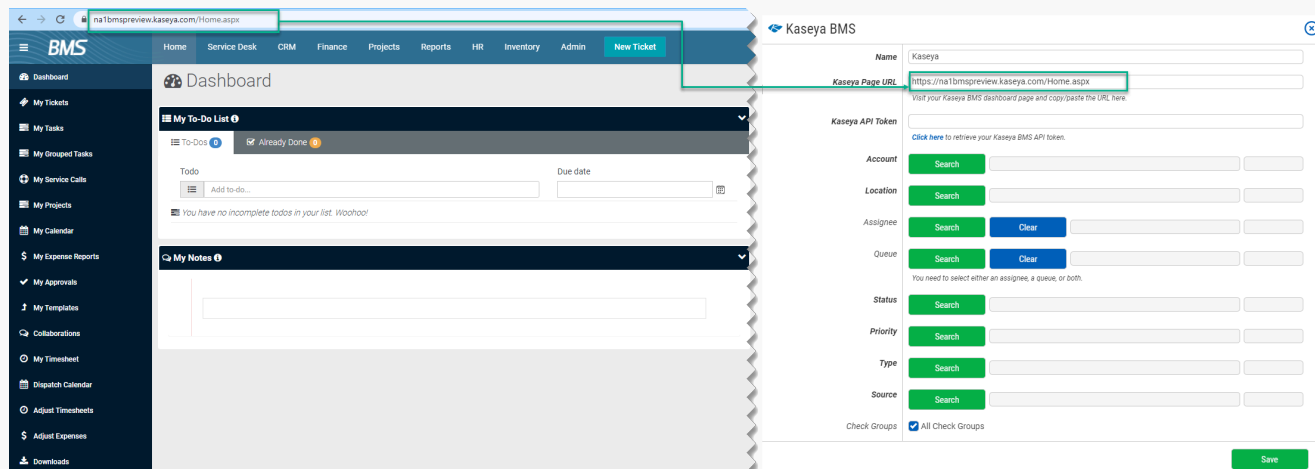 na1bmspreview.kaseya.com/Home.aspx
BMS
Home Service Desk CRM Finance Projects Reports HR Inventory Admin New Ticket
Dashboard
My Tickets
My Tasks
My Grouped Tasks
My Service Calls
My Projects
My Calendar
My Expense Reports
My Approvals
My Templates
Collaborations
My Timesheet
Dispatch Calendar
Adjust Timesheets
Adjust Expenses
Downloads
Dashboard
My To-Do List
To-Dos 0 Already Done 0
Todo Due date
Add to-do...
You have no incomplete todos in your list. Woohoo!
My Notes
Kaseya BMS
Name Kaseya
Kaseya Page URL https://na1bmspreview.kaseya.com/Home.aspx
Visit your Kaseya BMS dashboard page and copy/paste the URL here.
Kaseya API Token
Click here to retrieve your Kaseya BMS API token.
Account Search
Location Search
Assignee Search Clear
Queue Search Clear
You need to select either an assignee, a queue, or both.
Status Search
Priority Search
Type Search
Source Search
Check Groups All Check Groups
Save